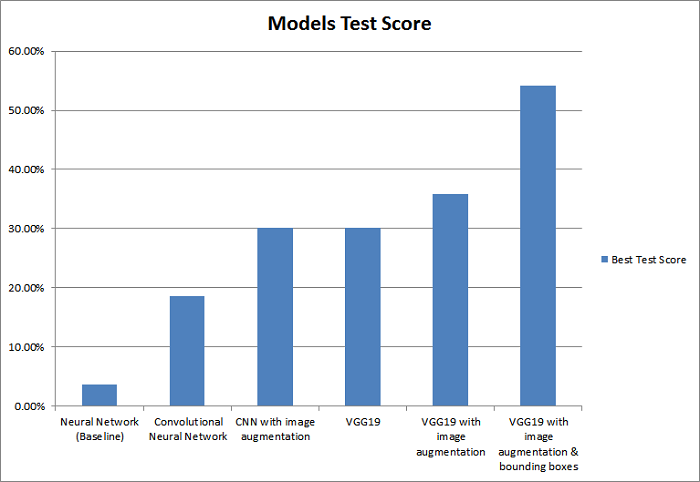 Models Test Score
60.00%
50.00%
40.00%
30.00%
20.00%
10.00%
0.00%
Best Test Score
Neural Network
(Baseline)
Convolutional
Neural Network
CNN with image
augmentation
VGG19
VGG19 with
image
augmentation
VGG19 with
image
augmentation &
bounding boxes